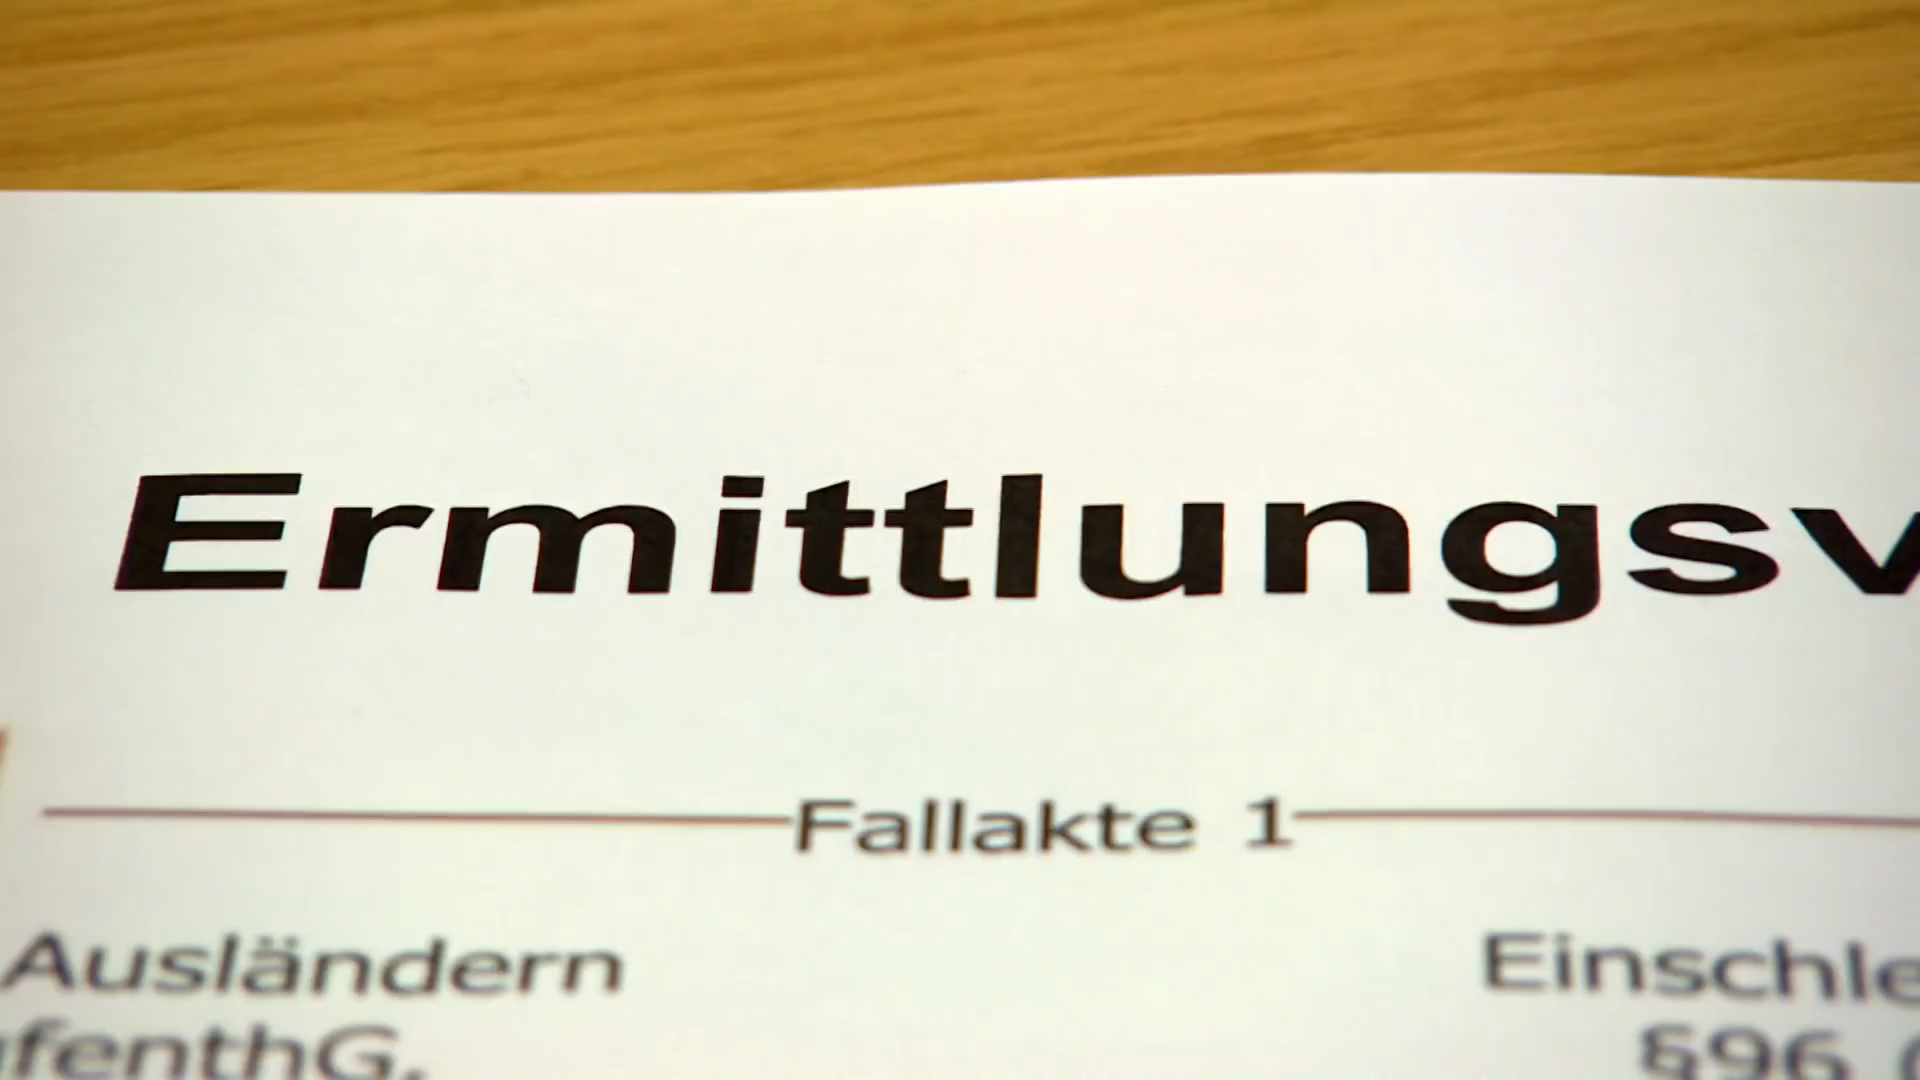 Ermittlungsv
Fallakte 1
Ausländern
Einschle
fenthG,
§96